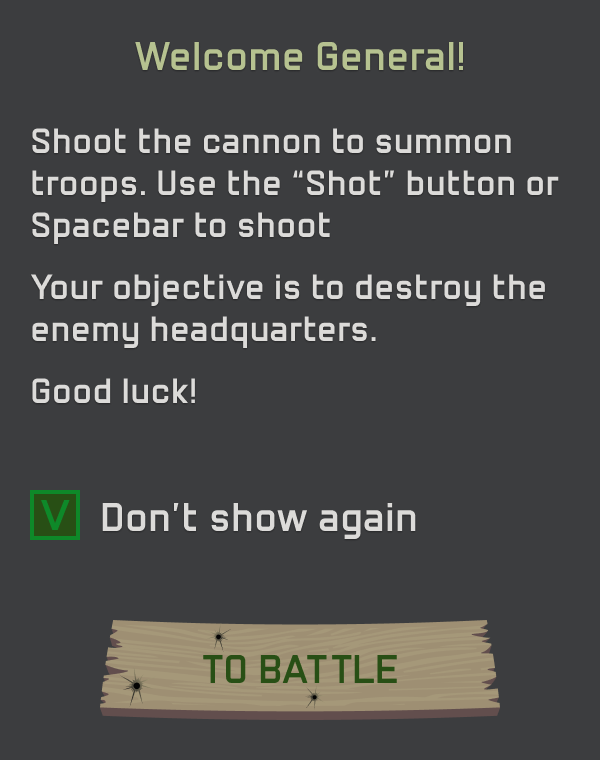 Welcome General!
Shoot the cannon to summon
troops. Use the “Shot” button or
Spacebar to shoot
Your objective is to destroy the
enemy headquarters.
Good luck!
V Don't show again
TO BATTLE